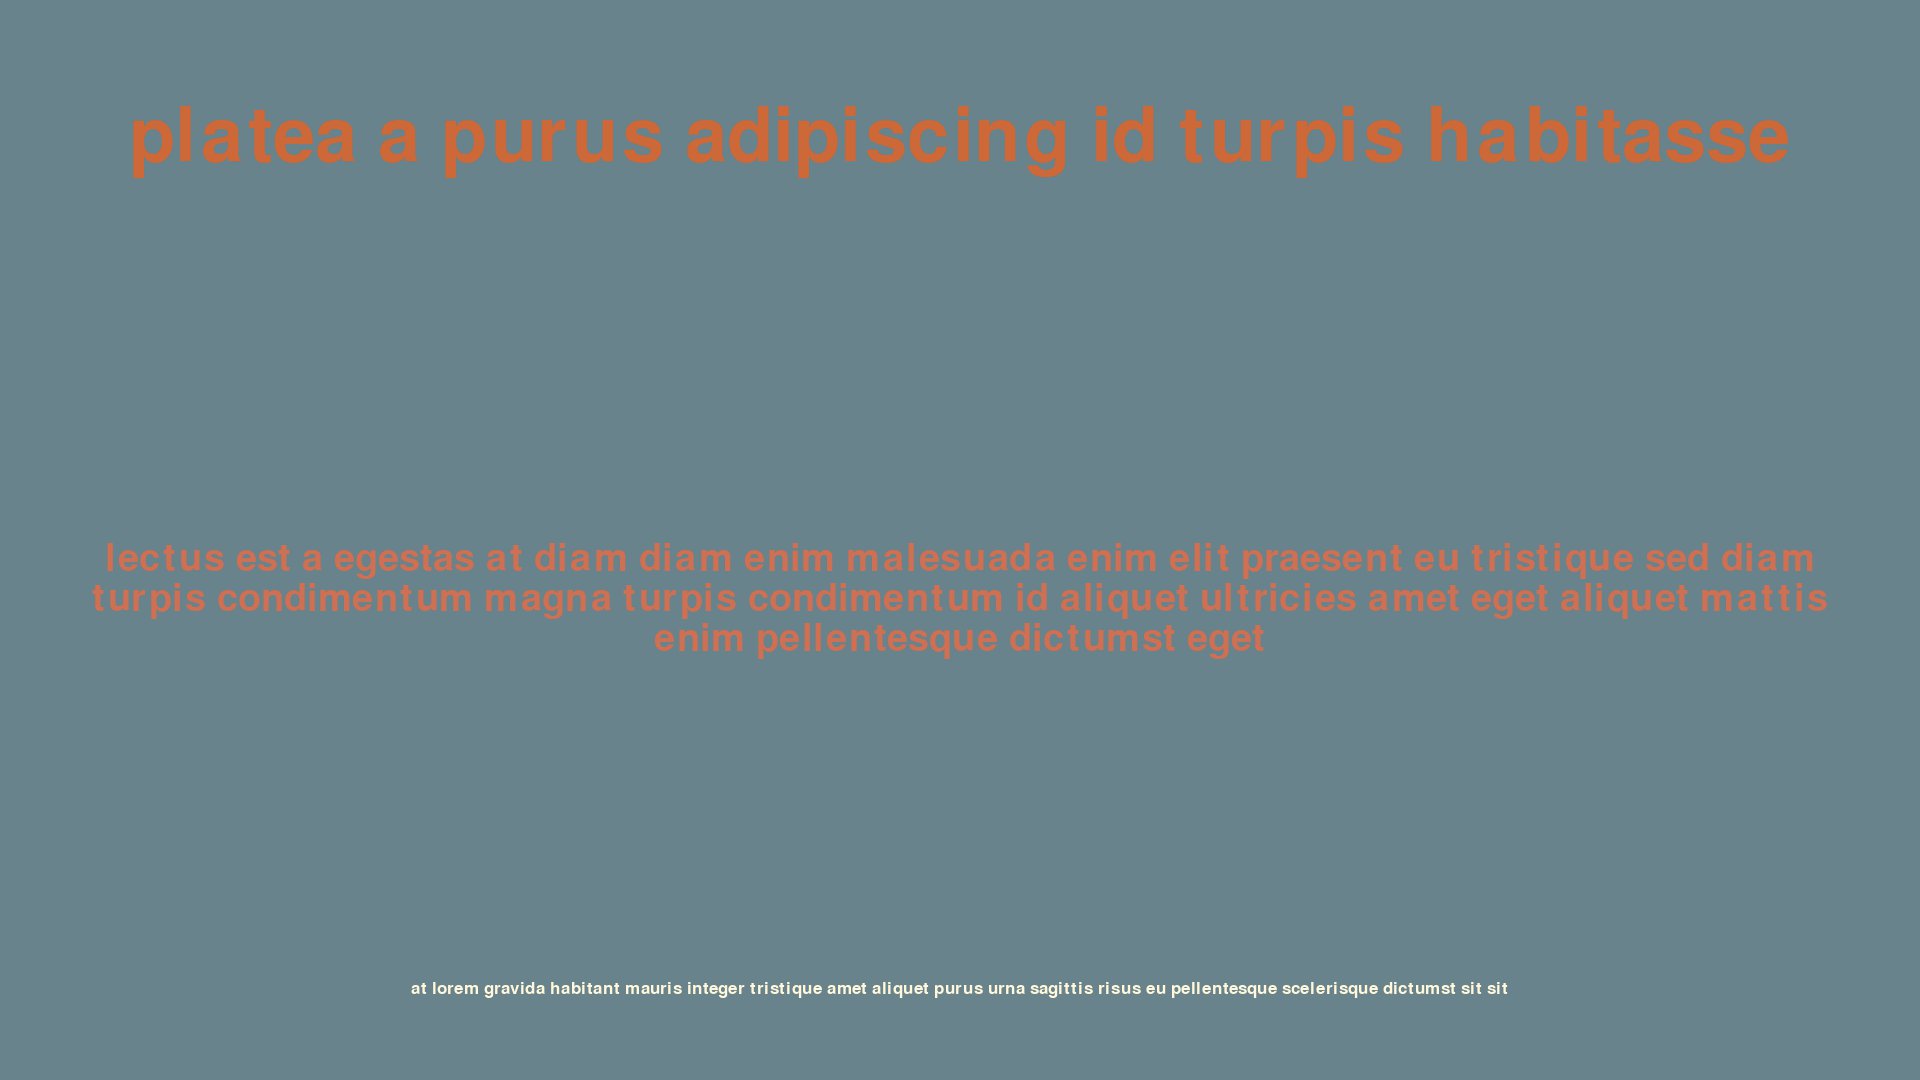 platea a purus adipiscing id turpis habitasse
lectus est a egestas at diam diam enim malesuada enim elit praesent eu tristique sed diam
turpis condimentum magna turpis condimentum id aliquet ultricies amet eget aliquet mattis
enim pellentesque dictumst eget
at lorem gravida habitant mauris integer tristique amet aliquet purus urna sagittis risus eu pellentesque scelerisque dictumst sit sit